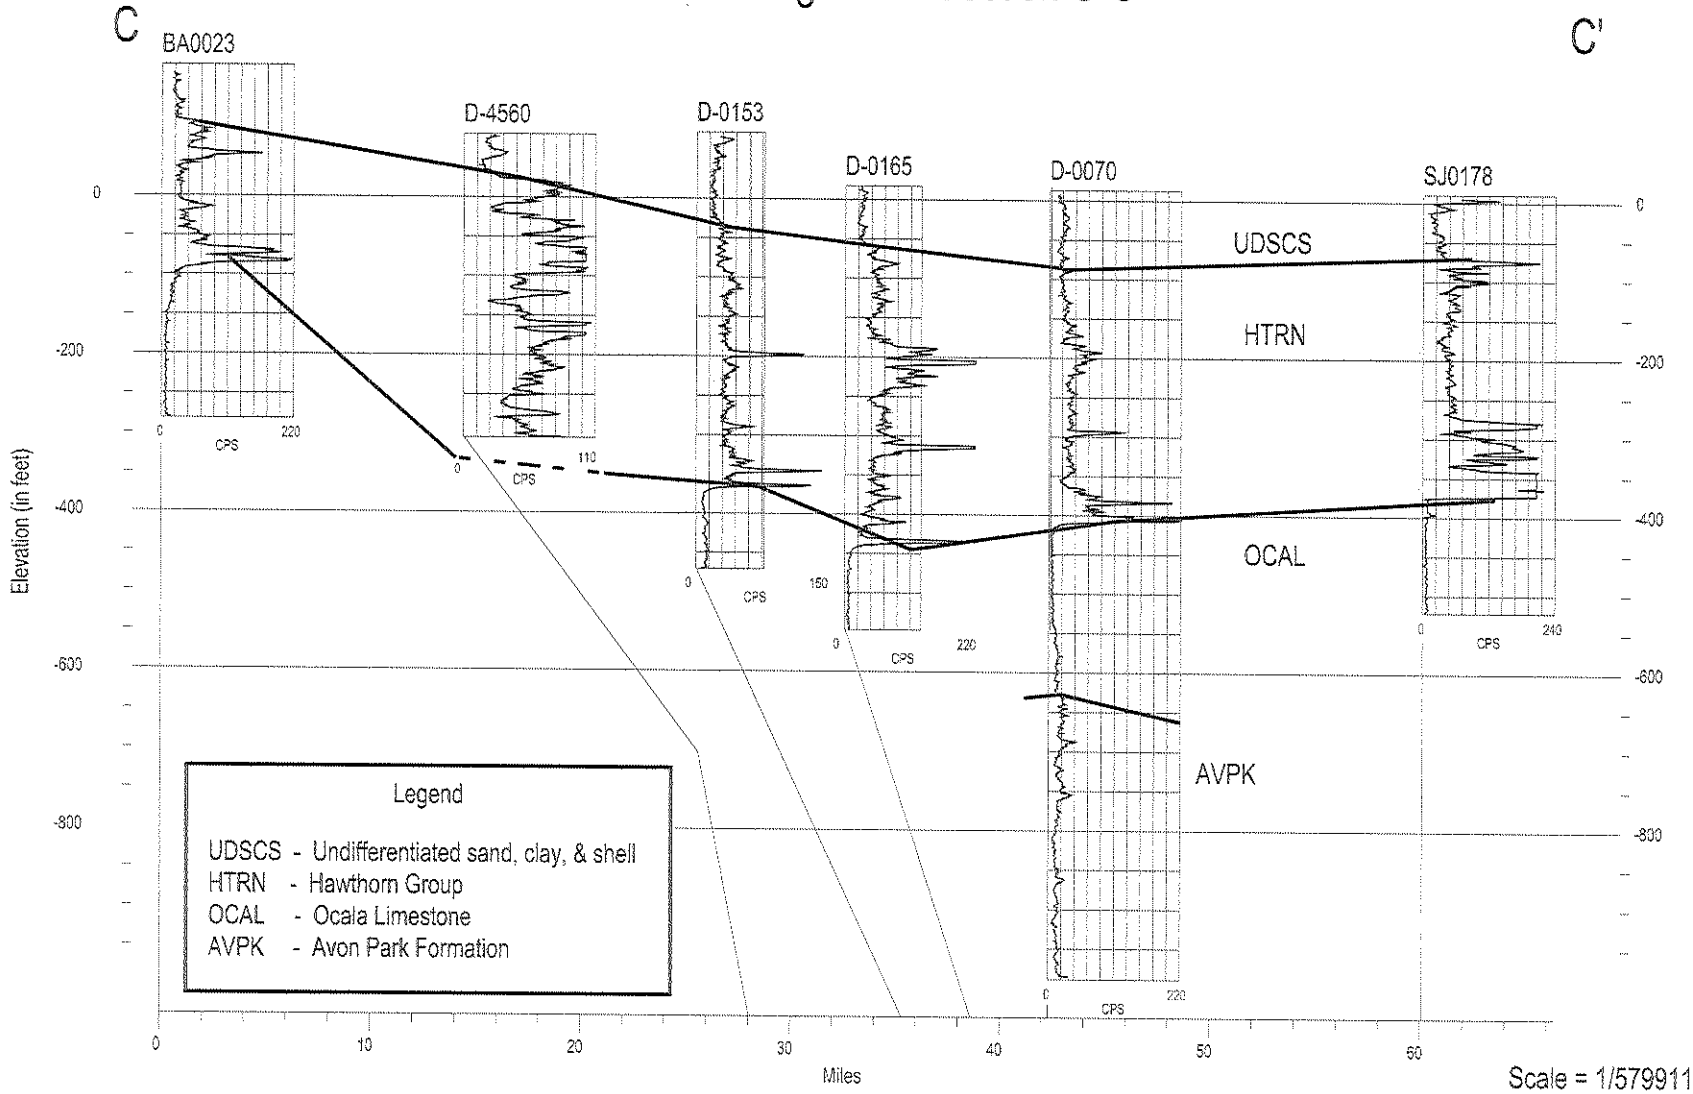 C
C'
BA0023
D-4560
D-0153
D-0165
D-0070
SJ0178
0
-200
-400
-600
-800
Elevation (in feet)
0
-200
-400
-600
-800
UDSCS
HTRN
OCAL
AVPK
0 220
CPS
0 110
CPS
0 150
CPS
0 220
CPS
0 220
CPS
0 240
CPS
Legend
UDSCS - Undifferentiated sand, clay, & shell
HTRN - Hawthorn Group
OCAL - Ocala Limestone
AVPK - Avon Park Formation
0 10 20 30 40 50 60
Miles
Scale = 1/579911